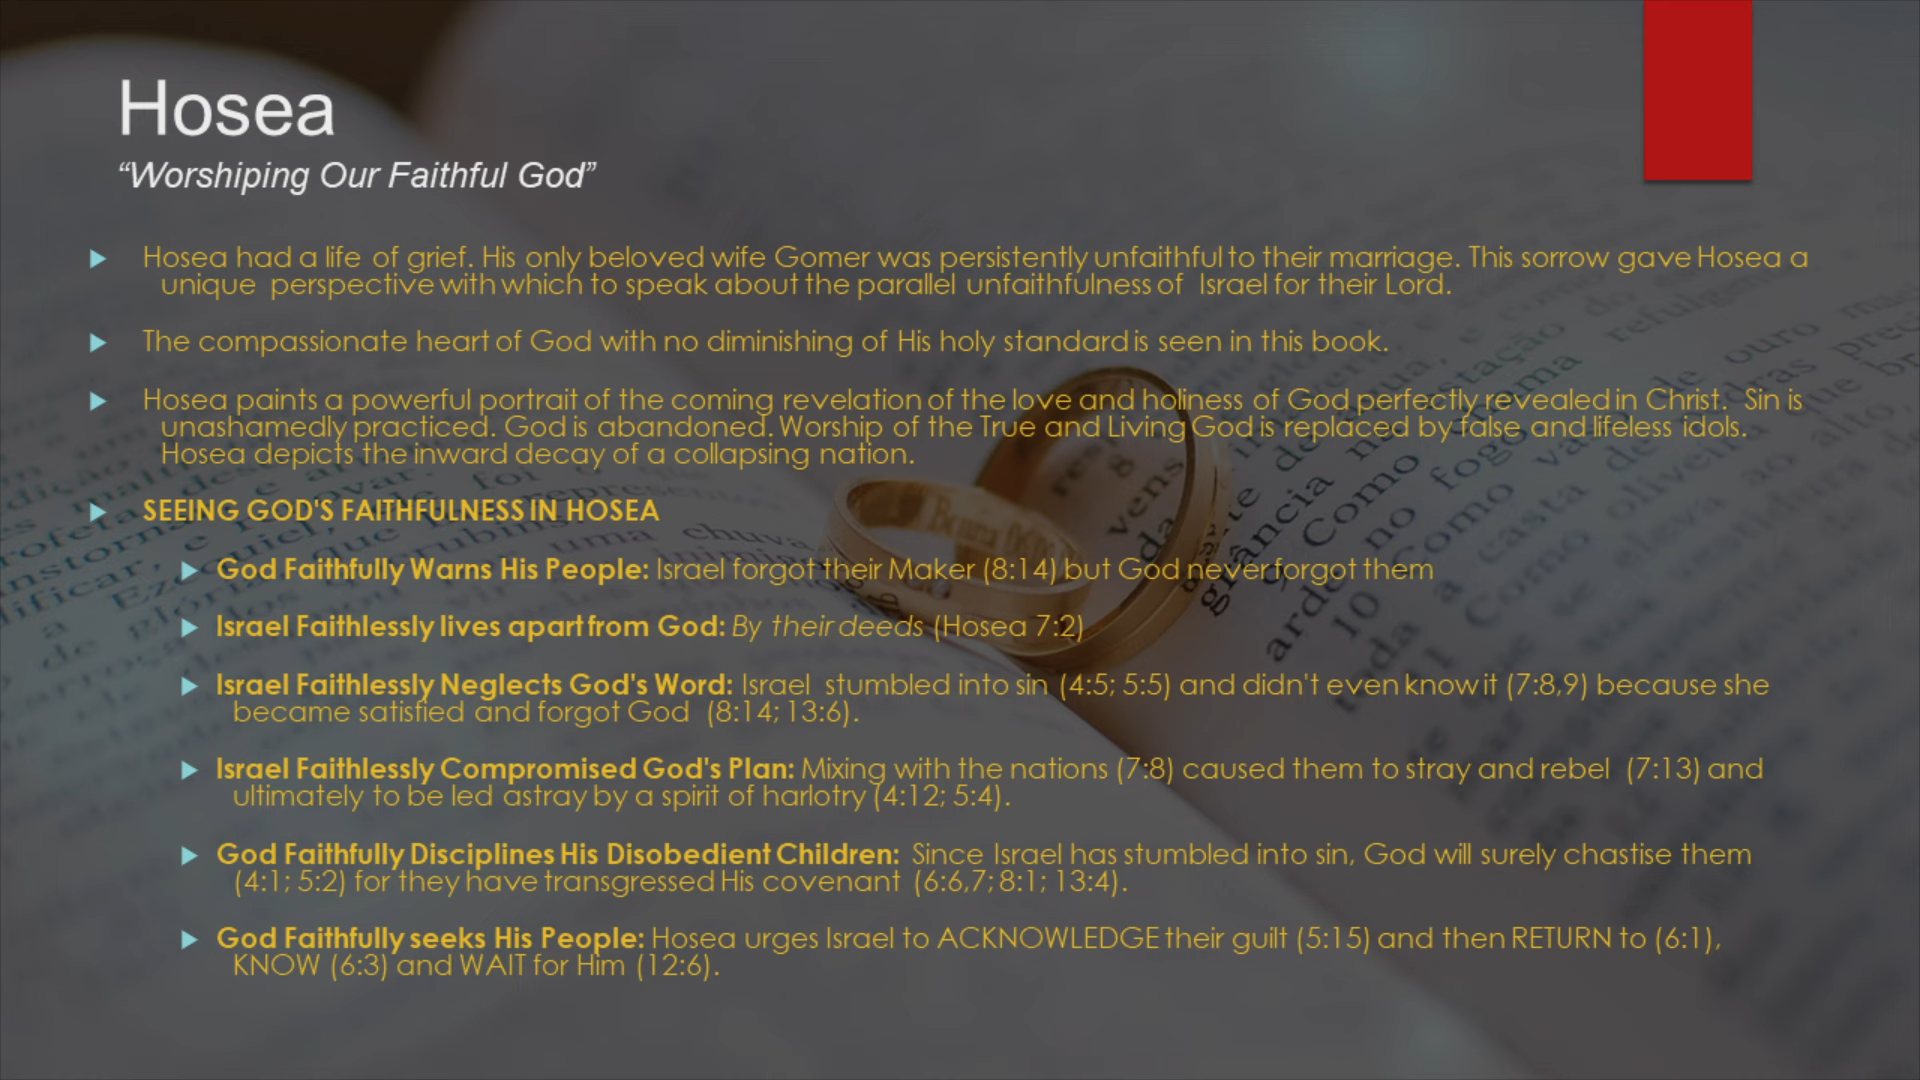 Hosea
“Worshiping Our Faithful God”
Hosea had a life of grief. His only beloved wife Gomer was persistently unfaithful to their marriage. This sorrow gave Hosea a
unique perspective with which to speak about the parallel unfaithfulness of Israel for their Lord.
The compassionate heart of God with no diminishing of His holy standard is seen in this book.
Hosea paints a powerful portrait of the coming revelation of the love and holiness of God perfectly revealed in Christ. Sin is
unashamedly practiced. God is abandoned. Worship of the True and Living God is replaced by false and lifeless idols.
Hosea depicts the inward decay of a collapsing nation.
SEEING GOD'S FAITHFULNESS IN HOSEA
God Faithfully Warns His People: Israel forgot their Maker (8:14) but God never forgot them
Israel Faithlessly lives apart from God: By their deeds (Hosea 7:2)
Israel Faithlessly Neglects God's Word: Israel stumbled into sin (4:5; 5:5) and didn't even know it (7:8,9) because she
became satisfied and forgot God (8:14; 13:6).
Israel Faithlessly Compromised God's Plan: Mixing with the nations (7:8) caused them to stray and rebel (7:13) and
ultimately to be led astray by a spirit of harlotry (4:12; 5:4).
God Faithfully Disciplines His Disobedient Children: Since Israel has stumbled into sin, God will surely chastise them
(4:1; 5:2) for they have transgressed His covenant (6:6,7; 8:1; 13:4).
God Faithfully seeks His People: Hosea urges Israel to ACKNOWLEDGE their guilt (5:15) and then RETURN to (6:1),
KNOW (6:3) and WAIT for Him (12:6).